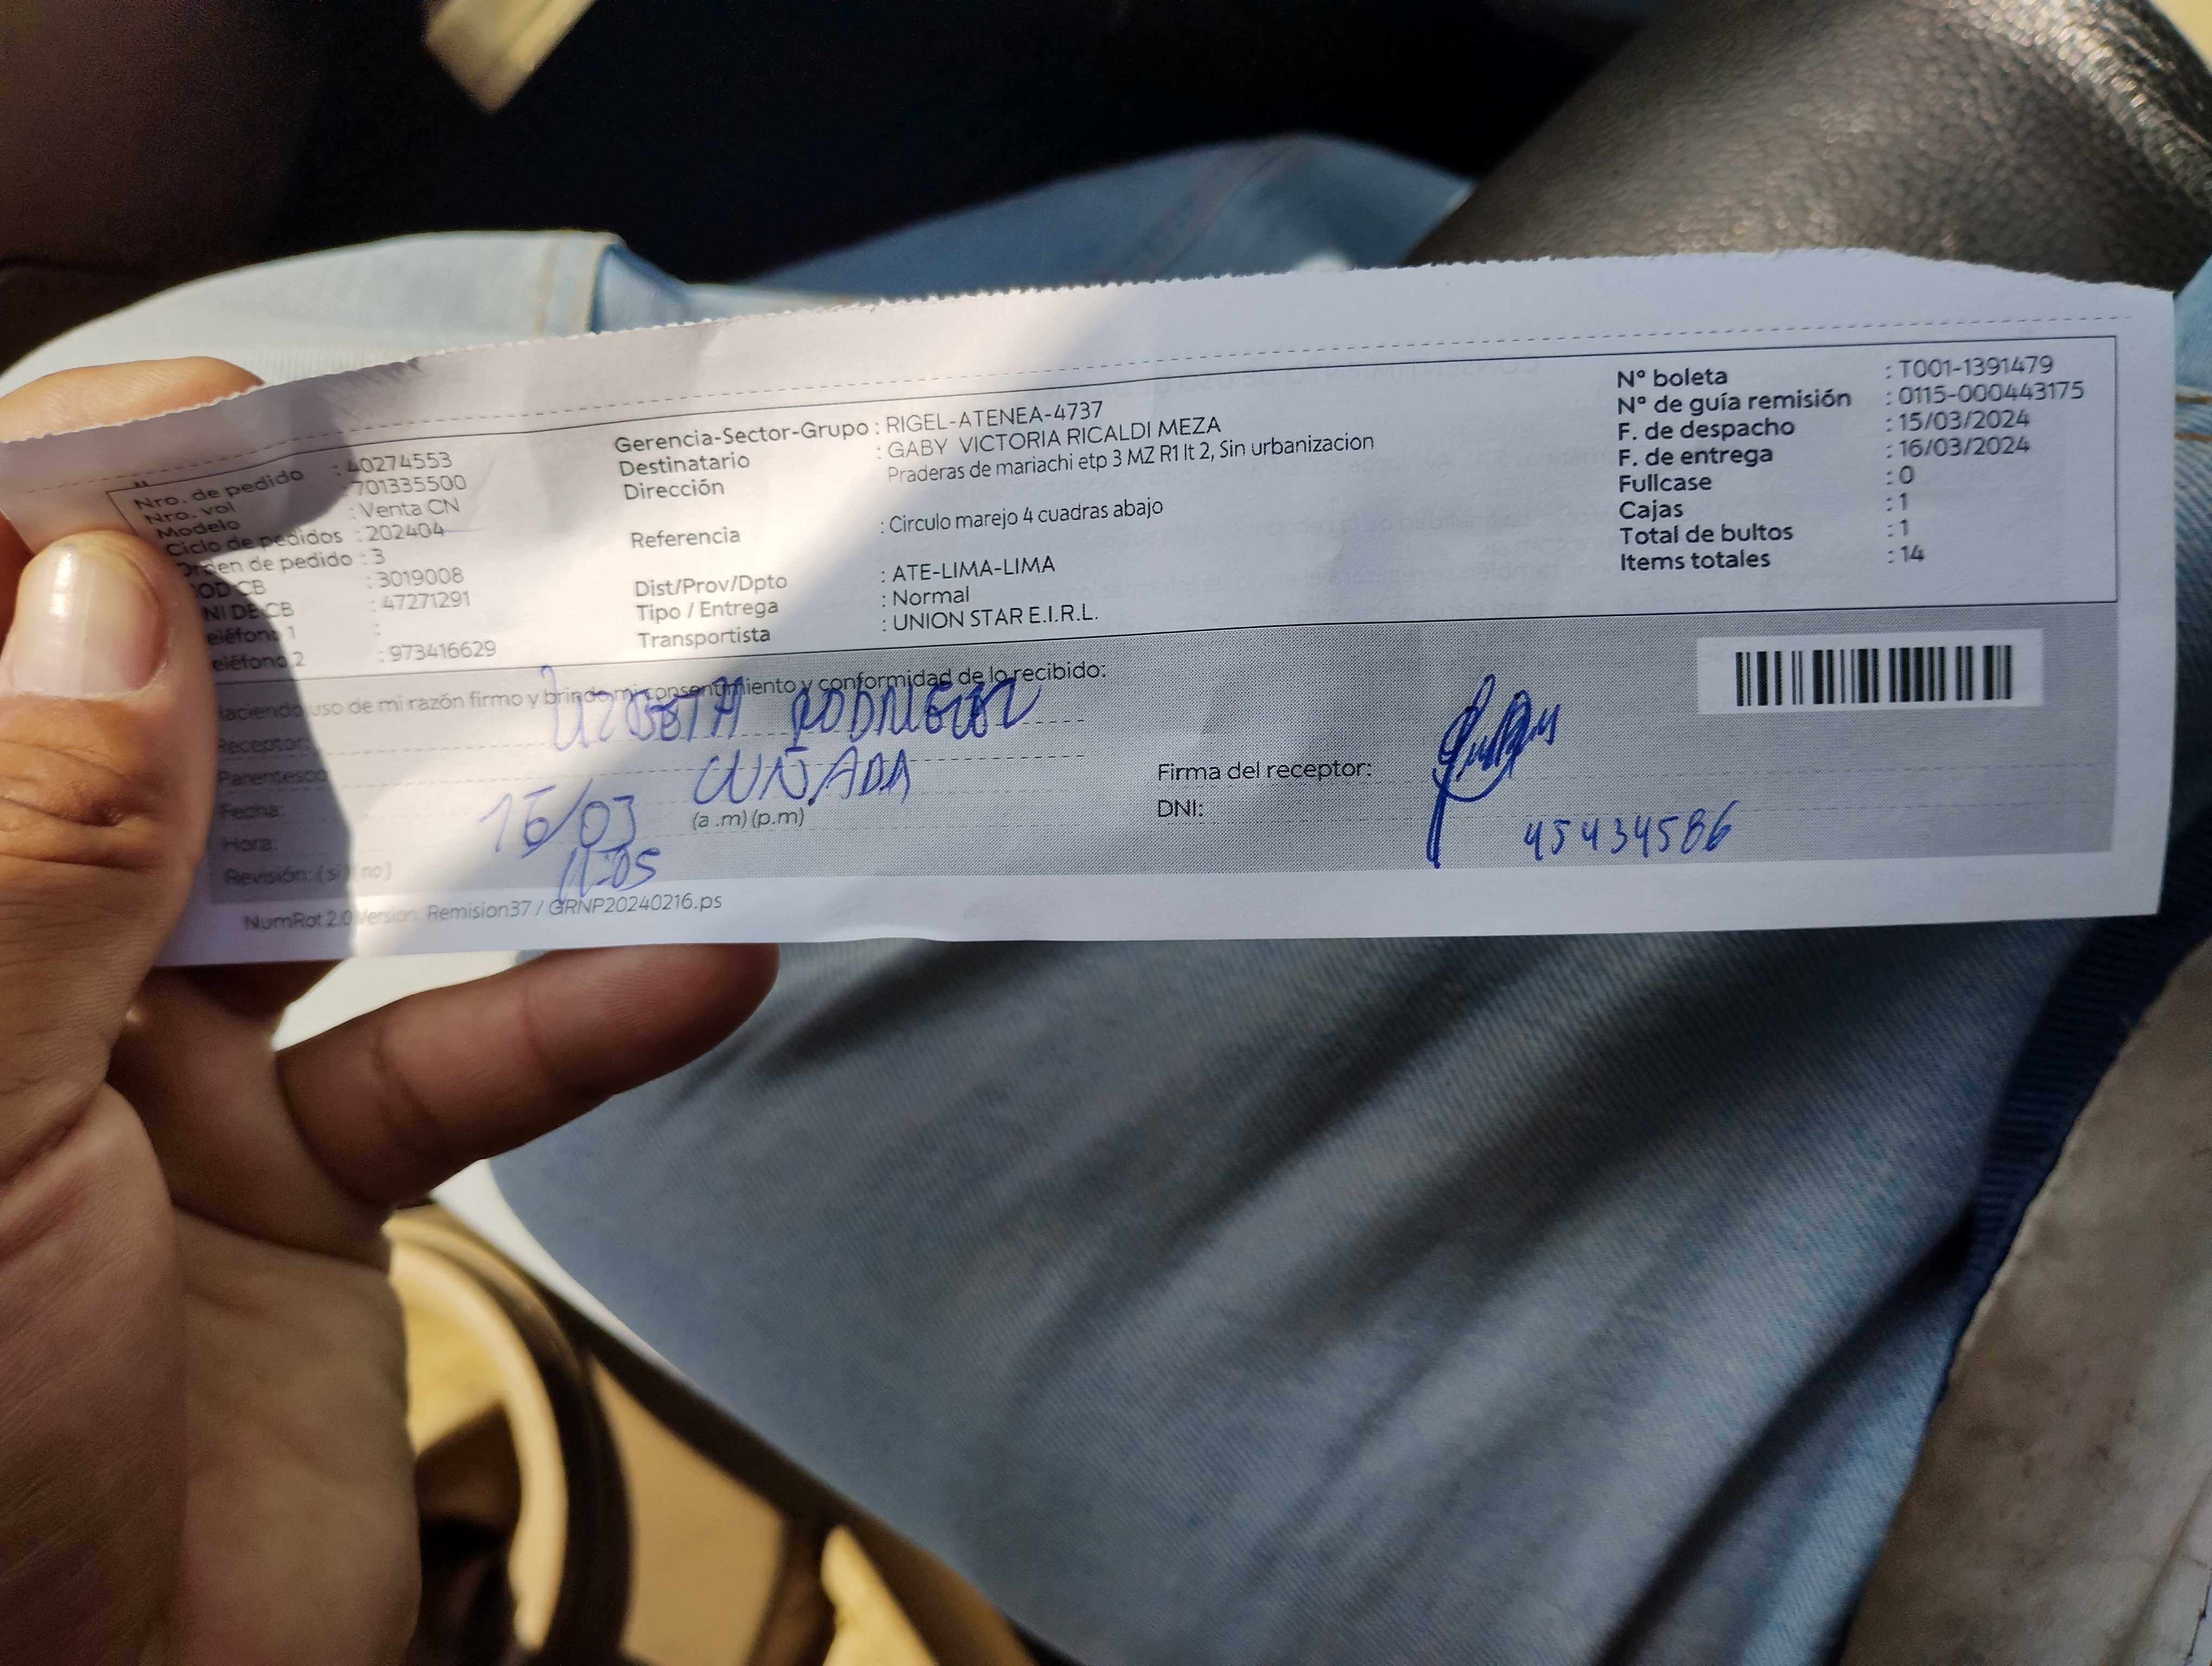 Nro. de pedido : 40274553
Nro. vol : 701335500
Modelo : Venta CN
Ciclo de pedidos : 202404
Orden de pedido : 3
OD CB : 3019008
NI DE CB : 47271291
eléfono 1 :
eléfono 2 : 973416629
Gerencia-Sector-Grupo : RIGEL-ATENEA-4737
Destinatario : GABY VICTORIA RICALDI MEZA
Dirección Praderas de mariachi etp 3 MZ R1 lt 2, Sin urbanizacion
Referencia : Circulo marejo 4 cuadras abajo
Dist/Prov/Dpto : ATE-LIMA-LIMA
Tipo / Entrega : Normal
Transportista : UNION STAR E.I.R.L.
N° boleta : T001-1391479
N° de guía remisión : 0115-000443175
F. de despacho : 15/03/2024
F. de entrega : 16/03/2024
Fullcase : 0
Cajas : 1
Total de bultos : 1
Items totales : 14
Haciendo uso de mi razón firmo y brindo mi consentimiento y conformidad de lo recibido:
Receptor: RODRIGUEZ
Parentesco CUÑADA
Fecha: 16/03
Hora: 11:05 (a .m) (p.m)
Revisión: ( si )( no )
Firma del receptor:
DNI: 45434586
NumRot 2.0 Version. Remision37 / GRNP20240216.ps